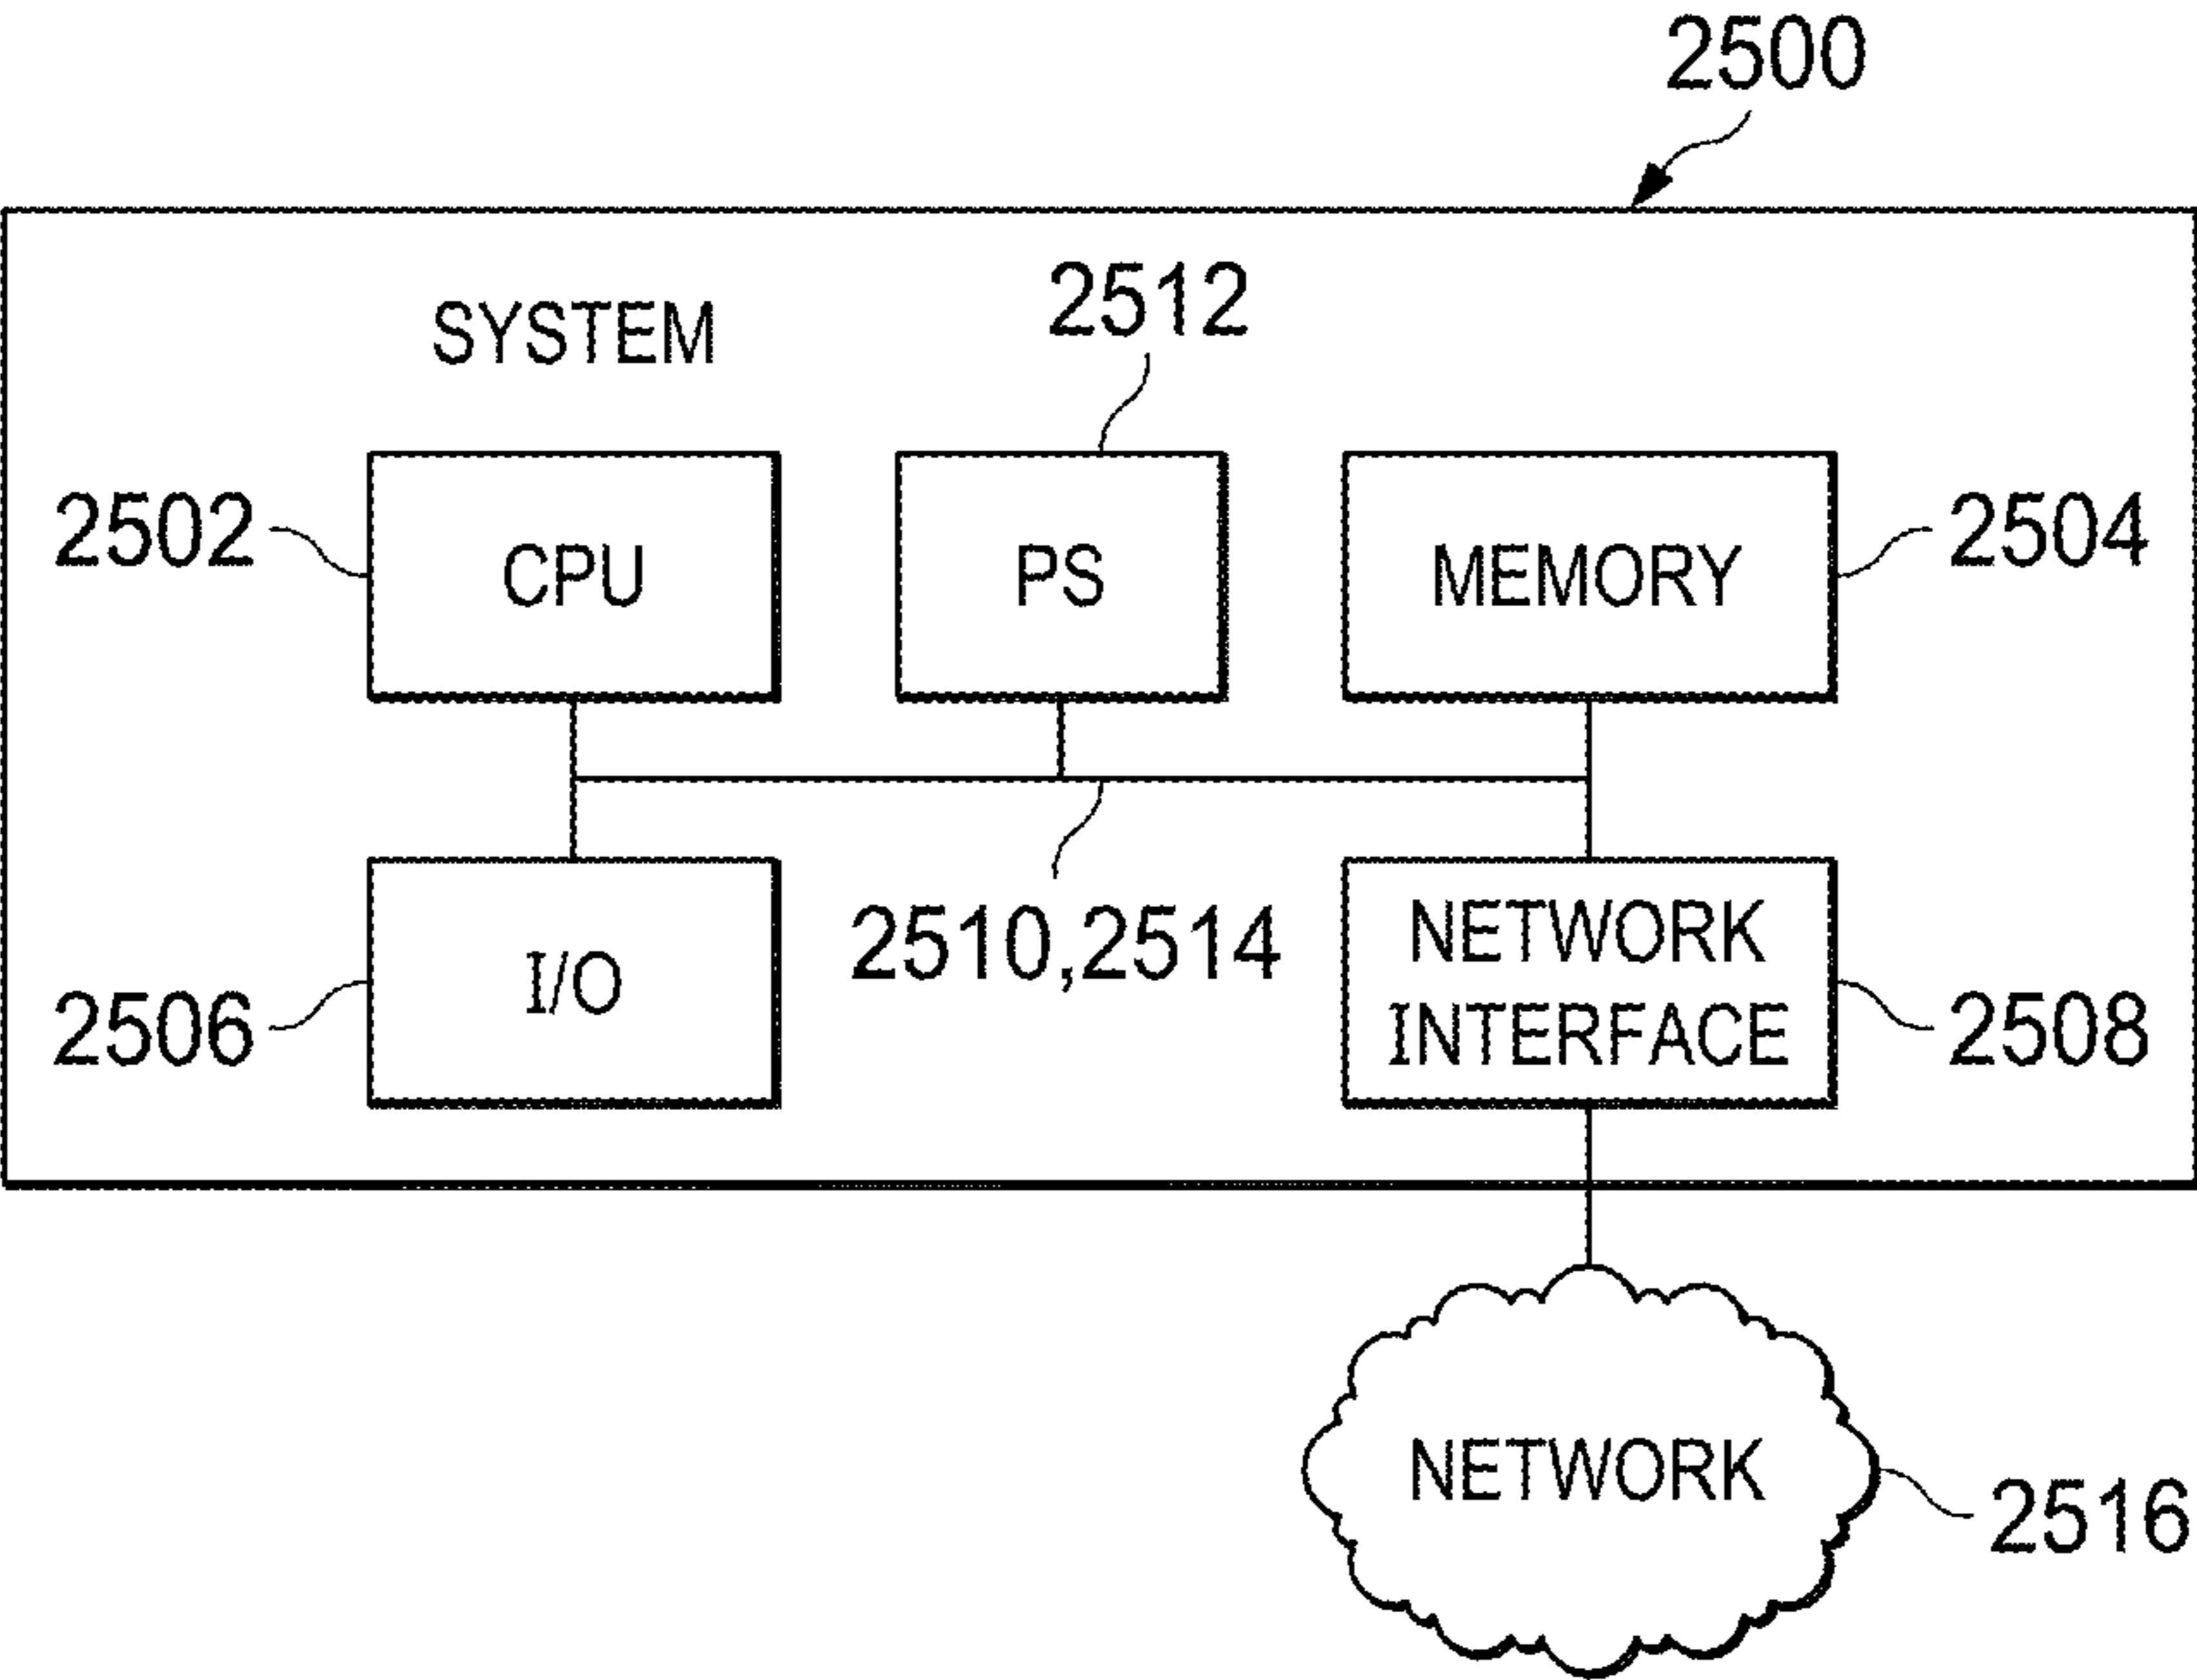 2500
SYSTEM
2512
2502
CPU
PS
MEMORY
2504
2506
I/O
2510,2514
NETWORK
INTERFACE
2508
NETWORK
2516